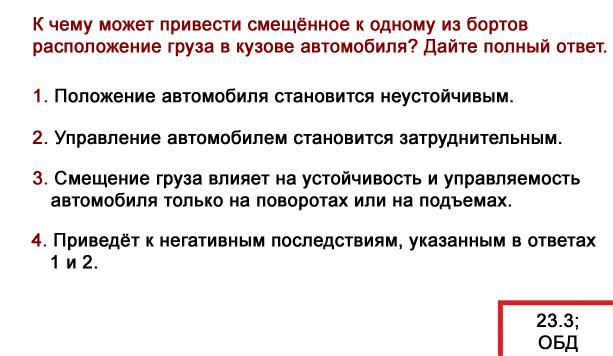 К чему может привести смещённое к одному из бортов
расположение груза в кузове автомобиля? Дайте полный ответ.
1. Положение автомобиля становится неустойчивым.
2. Управление автомобилем становится затруднительным.
3. Смещение груза влияет на устойчивость и управляемость
автомобиля только на поворотах или на подъемах.
4. Приведёт к негативным последствиям, указанным в ответах
1 и 2.
23.3;
ОБД